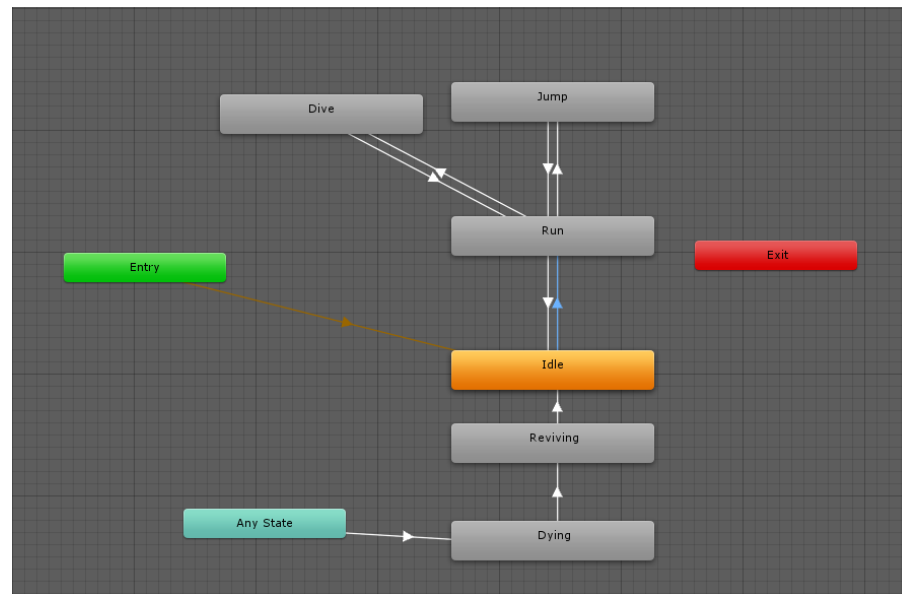 Dive
Jump
Run
Entry
Exit
Idle
Reviving
Any State
Dying